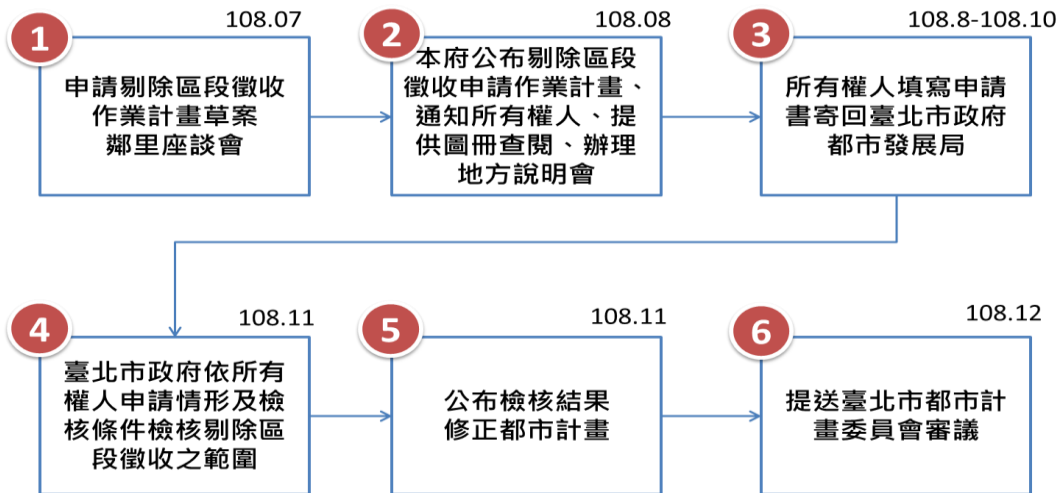 1
108.07
申請剔除區段徵收
作業計畫草案
鄰里座談會
2
108.08
本府公布剔除區段
徵收申請作業計畫、
通知所有權人、提
供圖冊查閱、辦理
地方說明會
3
108.8-108.10
所有權人填寫申請
書寄回臺北市政府
都市發展局
4
108.11
臺北市政府依所有
權人申請情形及檢
核條件檢核剔除區
段徵收之範圍
5
108.11
公布檢核結果
修正都市計畫
6
108.12
提送臺北市都市計
畫委員會審議